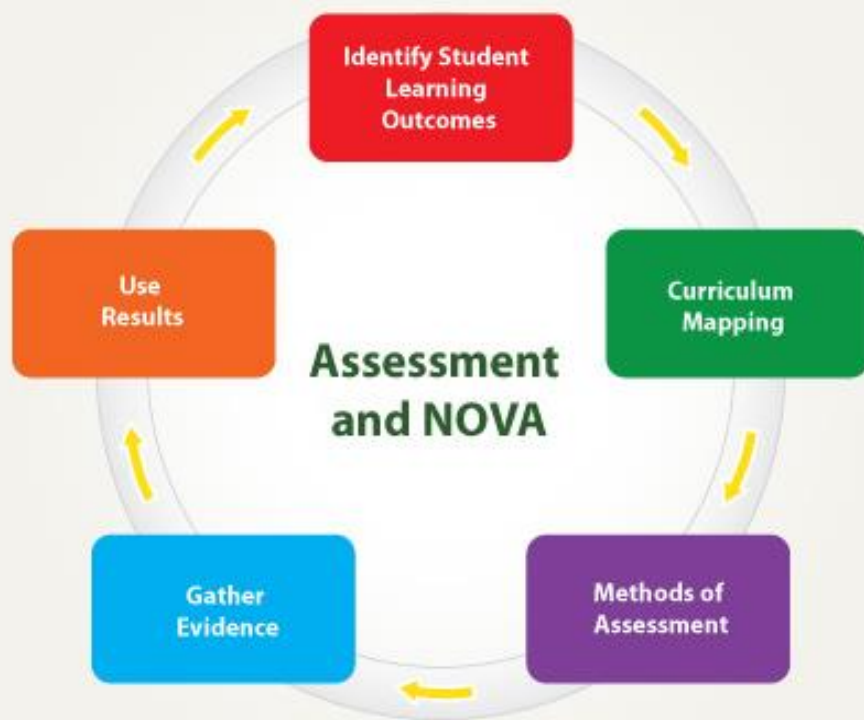 Identify Student
Learning
Outcomes
Curriculum
Mapping
Methods of
Assessment
Gather
Evidence
Use
Results
Assessment
and NOVA